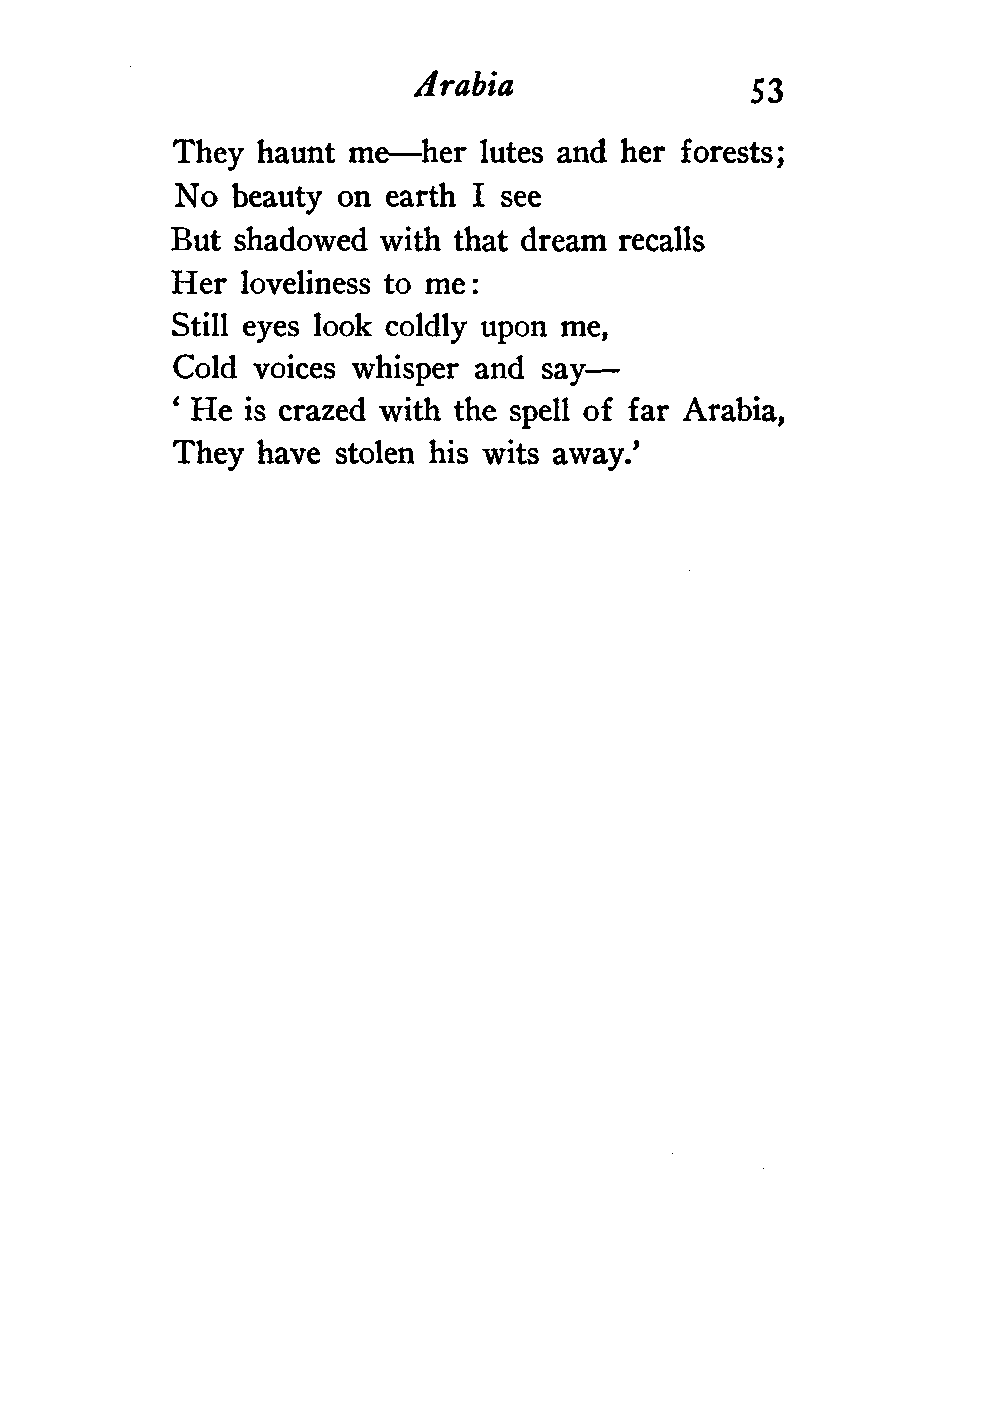 Arabia 53
They haunt me—her lutes and her forests;
No beauty on earth I see
But shadowed with that dream recalls
Her loveliness to me:
Still eyes look coldly upon me,
Cold voices whisper and say—
‘ He is crazed with the spell of far Arabia,
They have stolen his wits away.’